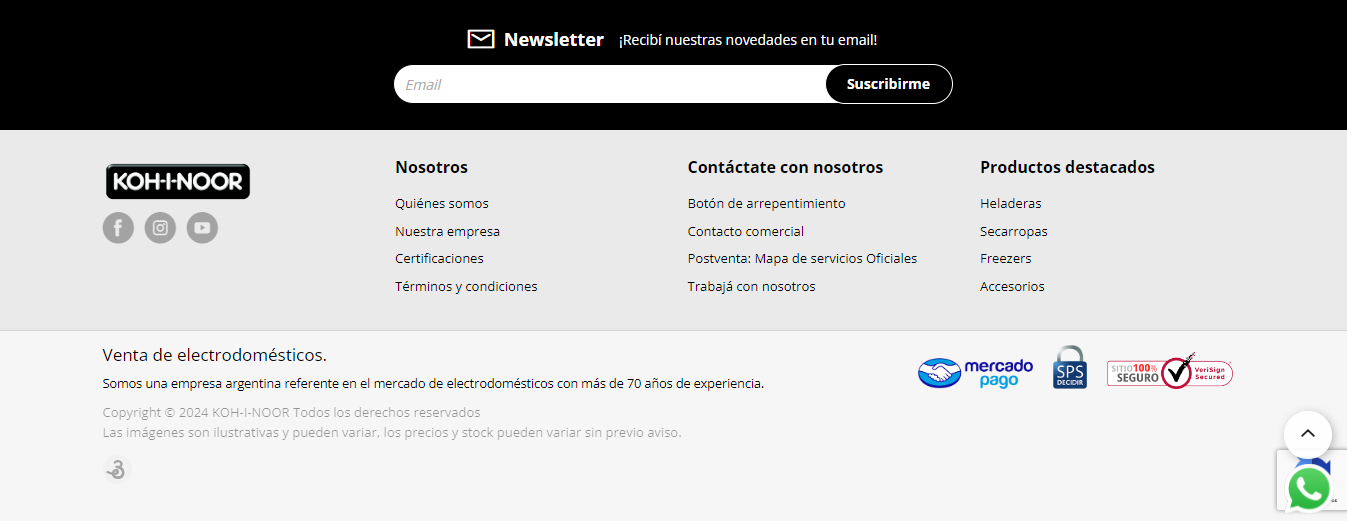 Newsletter ¡Recibí nuestras novedades en tu email!
Email
Suscribirme
KOH-I-NOOR
Nosotros
Quiénes somos
Nuestra empresa
Certificaciones
Términos y condiciones
Contáctate con nosotros
Botón de arrepentimiento
Contacto comercial
Postventa: Mapa de servicios Oficiales
Trabajá con nosotros
Productos destacados
Heladeras
Secarropas
Freezers
Accesorios
Venta de electrodomésticos.
Somos una empresa argentina referente en el mercado de electrodomésticos con más de 70 años de experiencia.
Copyright © 2024 KOH-I-NOOR Todos los derechos reservados
Las imágenes son ilustrativas y pueden variar, los precios y stock pueden variar sin previo aviso.
mercado
pago
SPS
DECIDIR
SITIO 100%
SEGURO
VeriSign
Secured